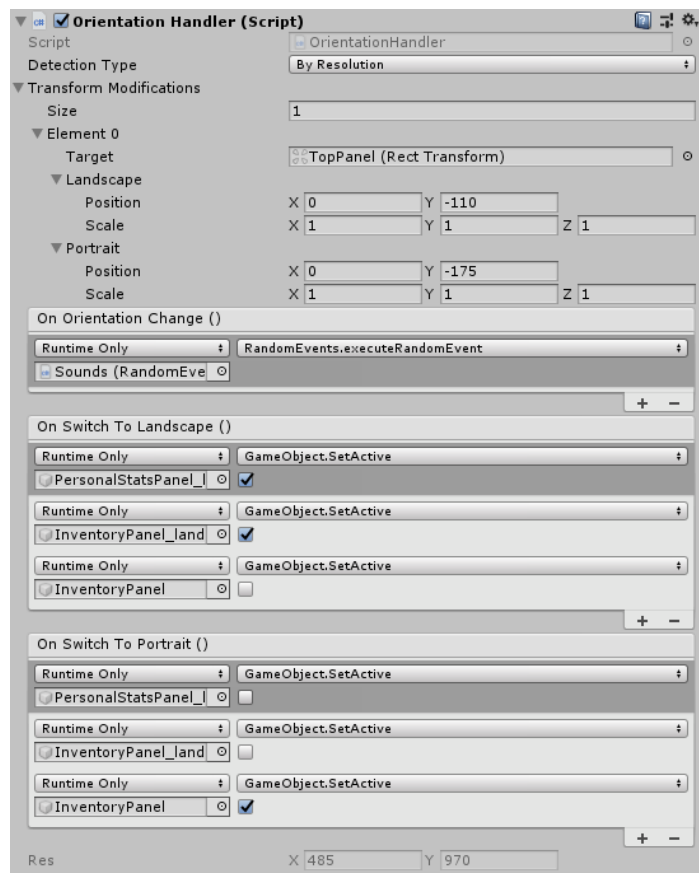 Orientation Handler (Script)
Script OrientationHandler
Detection Type By Resolution
Transform Modifications
Size 1
Element 0
Target TopPanel (Rect Transform)
Landscape
Position X 0 Y -110
Scale X 1 Y 1 Z 1
Portrait
Position X 0 Y -175
Scale X 1 Y 1 Z 1
On Orientation Change ()
Runtime Only RandomEvents.executeRandomEvent
Sounds (RandomEve
+ −
On Switch To Landscape ()
Runtime Only GameObject.SetActive
PersonalStatsPanel_l
Runtime Only GameObject.SetActive
InventoryPanel_land
Runtime Only GameObject.SetActive
InventoryPanel
+ −
On Switch To Portrait ()
Runtime Only GameObject.SetActive
PersonalStatsPanel_l
Runtime Only GameObject.SetActive
InventoryPanel_land
Runtime Only GameObject.SetActive
InventoryPanel
+ −
Res X 485 Y 970